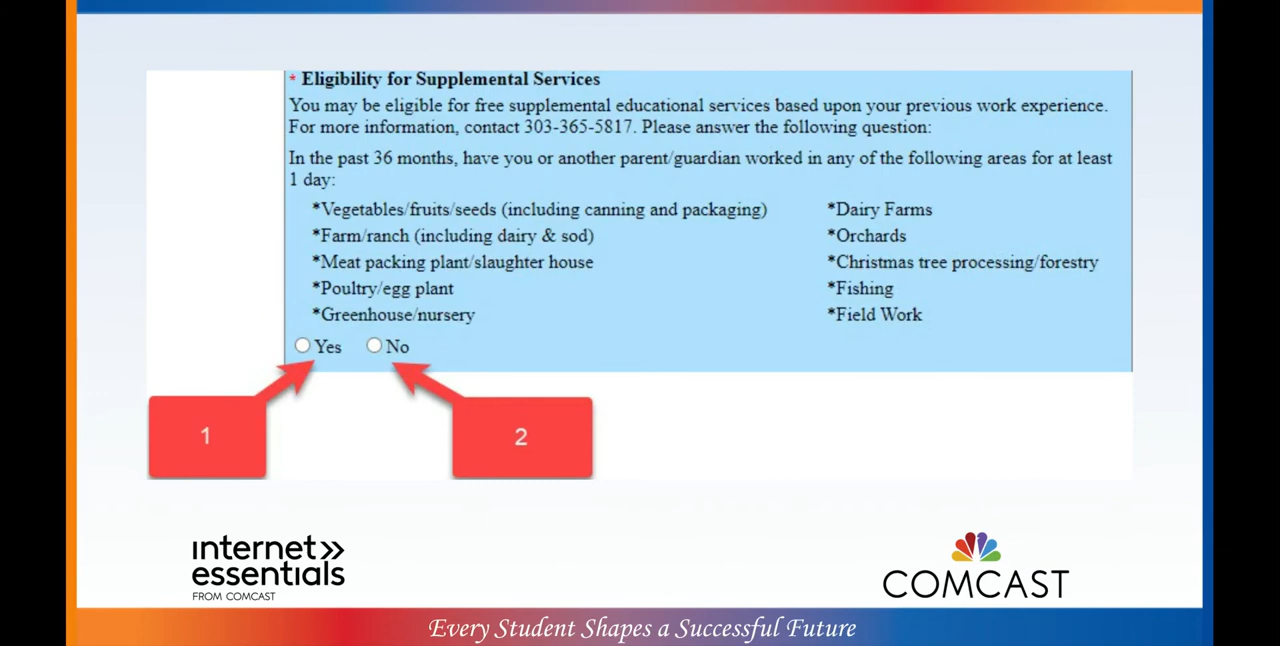 * Eligibility for Supplemental Services
You may be eligible for free supplemental educational services based upon your previous work experience.
For more information, contact 303-365-5817. Please answer the following question:
In the past 36 months, have you or another parent/guardian worked in any of the following areas for at least
1 day:
*Vegetables/fruits/seeds (including canning and packaging) *Dairy Farms
*Farm/ranch (including dairy & sod) *Orchards
*Meat packing plant/slaughter house *Christmas tree processing/forestry
*Poultry/egg plant *Fishing
*Greenhouse/nursery *Field Work
Yes No
1 2
internet
essentials
FROM COMCAST
COMCAST
Every Student Shapes a Successful Future